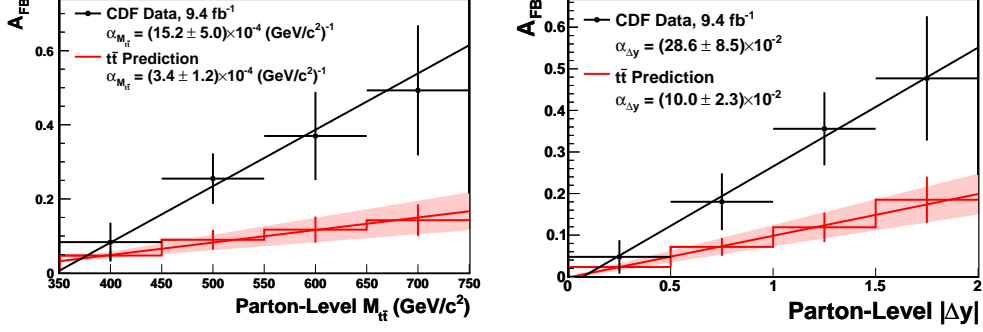 A_FB
CDF Data, 9.4 fb⁻¹
α_M_tt̄ = (15.2 ± 5.0)×10⁻⁴ (GeV/c²)⁻¹
tt̄ Prediction
α_M_tt̄ = (3.4 ± 1.2)×10⁻⁴ (GeV/c²)⁻¹
0.6
0.4
0.2
0
350 400 450 500 550 600 650 700 750
Parton-Level M_tt̄ (GeV/c²)
A_FB
CDF Data, 9.4 fb⁻¹
α_Δy = (28.6 ± 8.5)×10⁻²
tt̄ Prediction
α_Δy = (10.0 ± 2.3)×10⁻²
0.6
0.5
0.4
0.3
0.2
0.1
0
0 0.5 1 1.5 2
Parton-Level |Δy|